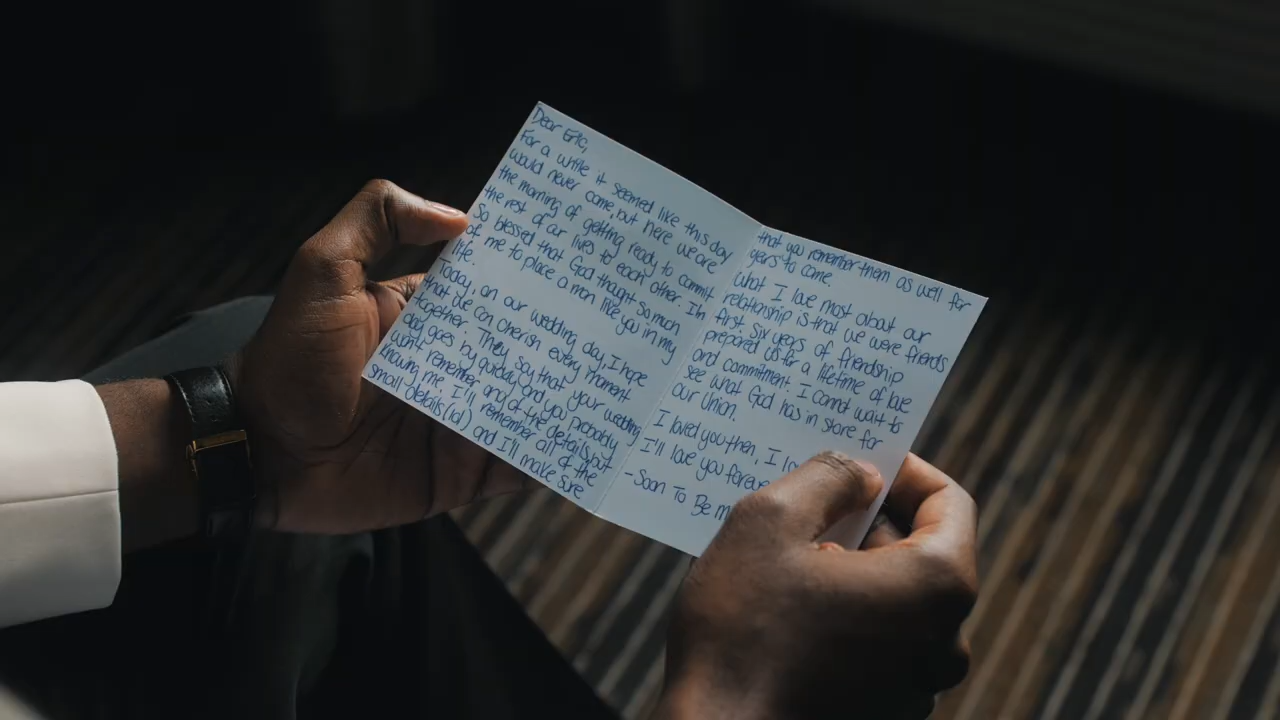 Dear Eric,
For a while it seemed like this day
would never come, but here we are
the morning of getting ready to commit
the rest of our lives to each other. I'm
So blessed that God thought so much
of me to place a man like you in my
life.
Today, on our wedding day, I hope
that we can cherish every moment
together. They say that your wedding
day goes by quickly and you probably
won't remember any of the details, but
knowing me I'll remember all of the
small details (lol) and I'll make sure
that you remember them as well for
years to come.
What I love most about our
relationship is that we were friends
first. Six years of friendship
prepared us for a lifetime of love
and commitment. I cannot wait to
see what God has in store for
our Union.
I loved you then, I lo
I'll love you foreve
- Soon To Be m